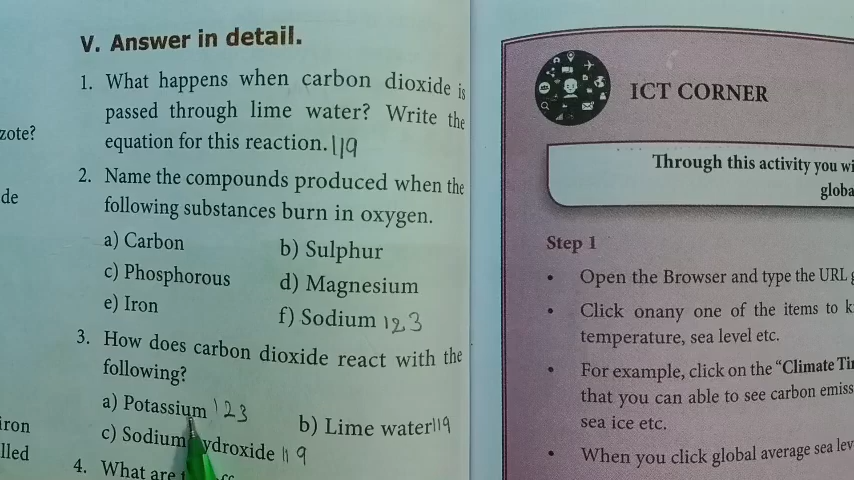 V. Answer in detail.
1. What happens when carbon dioxide is
passed through lime water? Write the
equation for this reaction. 119
2. Name the compounds produced when the
following substances burn in oxygen.
a) Carbon b) Sulphur
c) Phosphorous d) Magnesium
e) Iron f) Sodium 123
3. How does carbon dioxide react with the
following?
a) Potassium 123 b) Lime water 119
c) Sodium ydroxide 119
4. What are
zote?
de
iron
lled
ICT CORNER
Through this activity you wi
globa
Step 1
• Open the Browser and type the URL
• Click onany one of the items to k
temperature, sea level etc.
• For example, click on the “Climate Ti
that you can able to see carbon emiss
sea ice etc.
• When you click global average sea lev